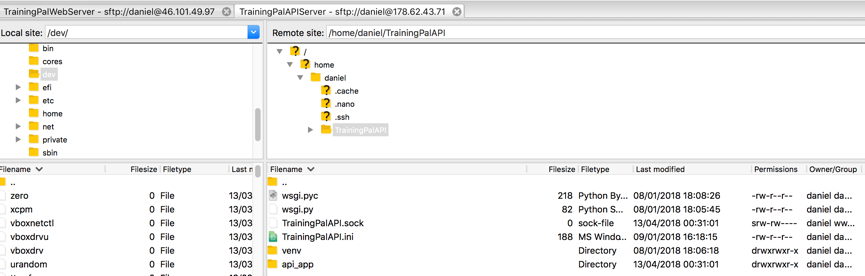 TrainingPalWebServer - sftp://daniel@46.101.49.97 TrainingPalAPIServer - sftp://daniel@178.62.43.71
Local site: /dev/ Remote site: /home/daniel/TrainingPalAPI
bin
cores
dev
efi
etc
home
net
private
sbin
/
home
daniel
.cache
.nano
.ssh
TrainingPalAPI
Filename Filesize Filetype Last m
..
zero 0 File 13/03
xcpm 0 File 13/03
vboxnetctl 0 File 13/03
vboxdrvu 0 File 13/03
vboxdrv 0 File 13/03
urandom 0 File 13/03
Filename Filesize Filetype Last modified Permissions Owner/Group
..
wsgi.pyc 218 Python By... 08/01/2018 18:08:26 -rw-r--r-- daniel da...
wsgi.py 82 Python S... 08/01/2018 18:05:45 -rw-r--r-- daniel da...
TrainingPalAPI.sock 0 sock-file 13/04/2018 00:31:01 srw-rw---- daniel ww...
TrainingPalAPI.ini 188 MS Windo... 09/01/2018 16:18:15 -rw-r--r-- daniel da...
venv Directory 08/01/2018 18:06:18 drwxrwxr-x daniel da...
api_app Directory 13/04/2018 00:31:01 drwxrwxr-x daniel da...